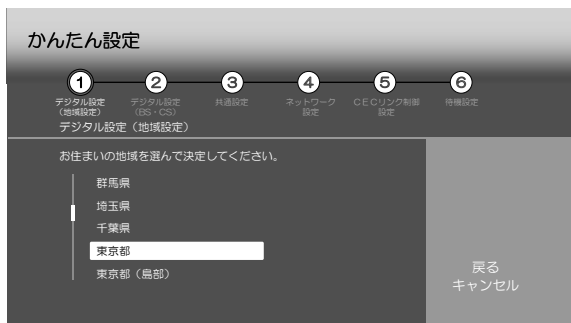 かんたん設定
1 2 3 4 5 6
デジタル設定 デジタル設定 共通設定 ネットワーク CECリンク制御 待機設定
(地域設定) (BS・CS) 設定 設定
デジタル設定(地域設定)
お住まいの地域を選んで決定してください。
群馬県
埼玉県
千葉県
東京都
東京都(島部)
戻る
キャンセル